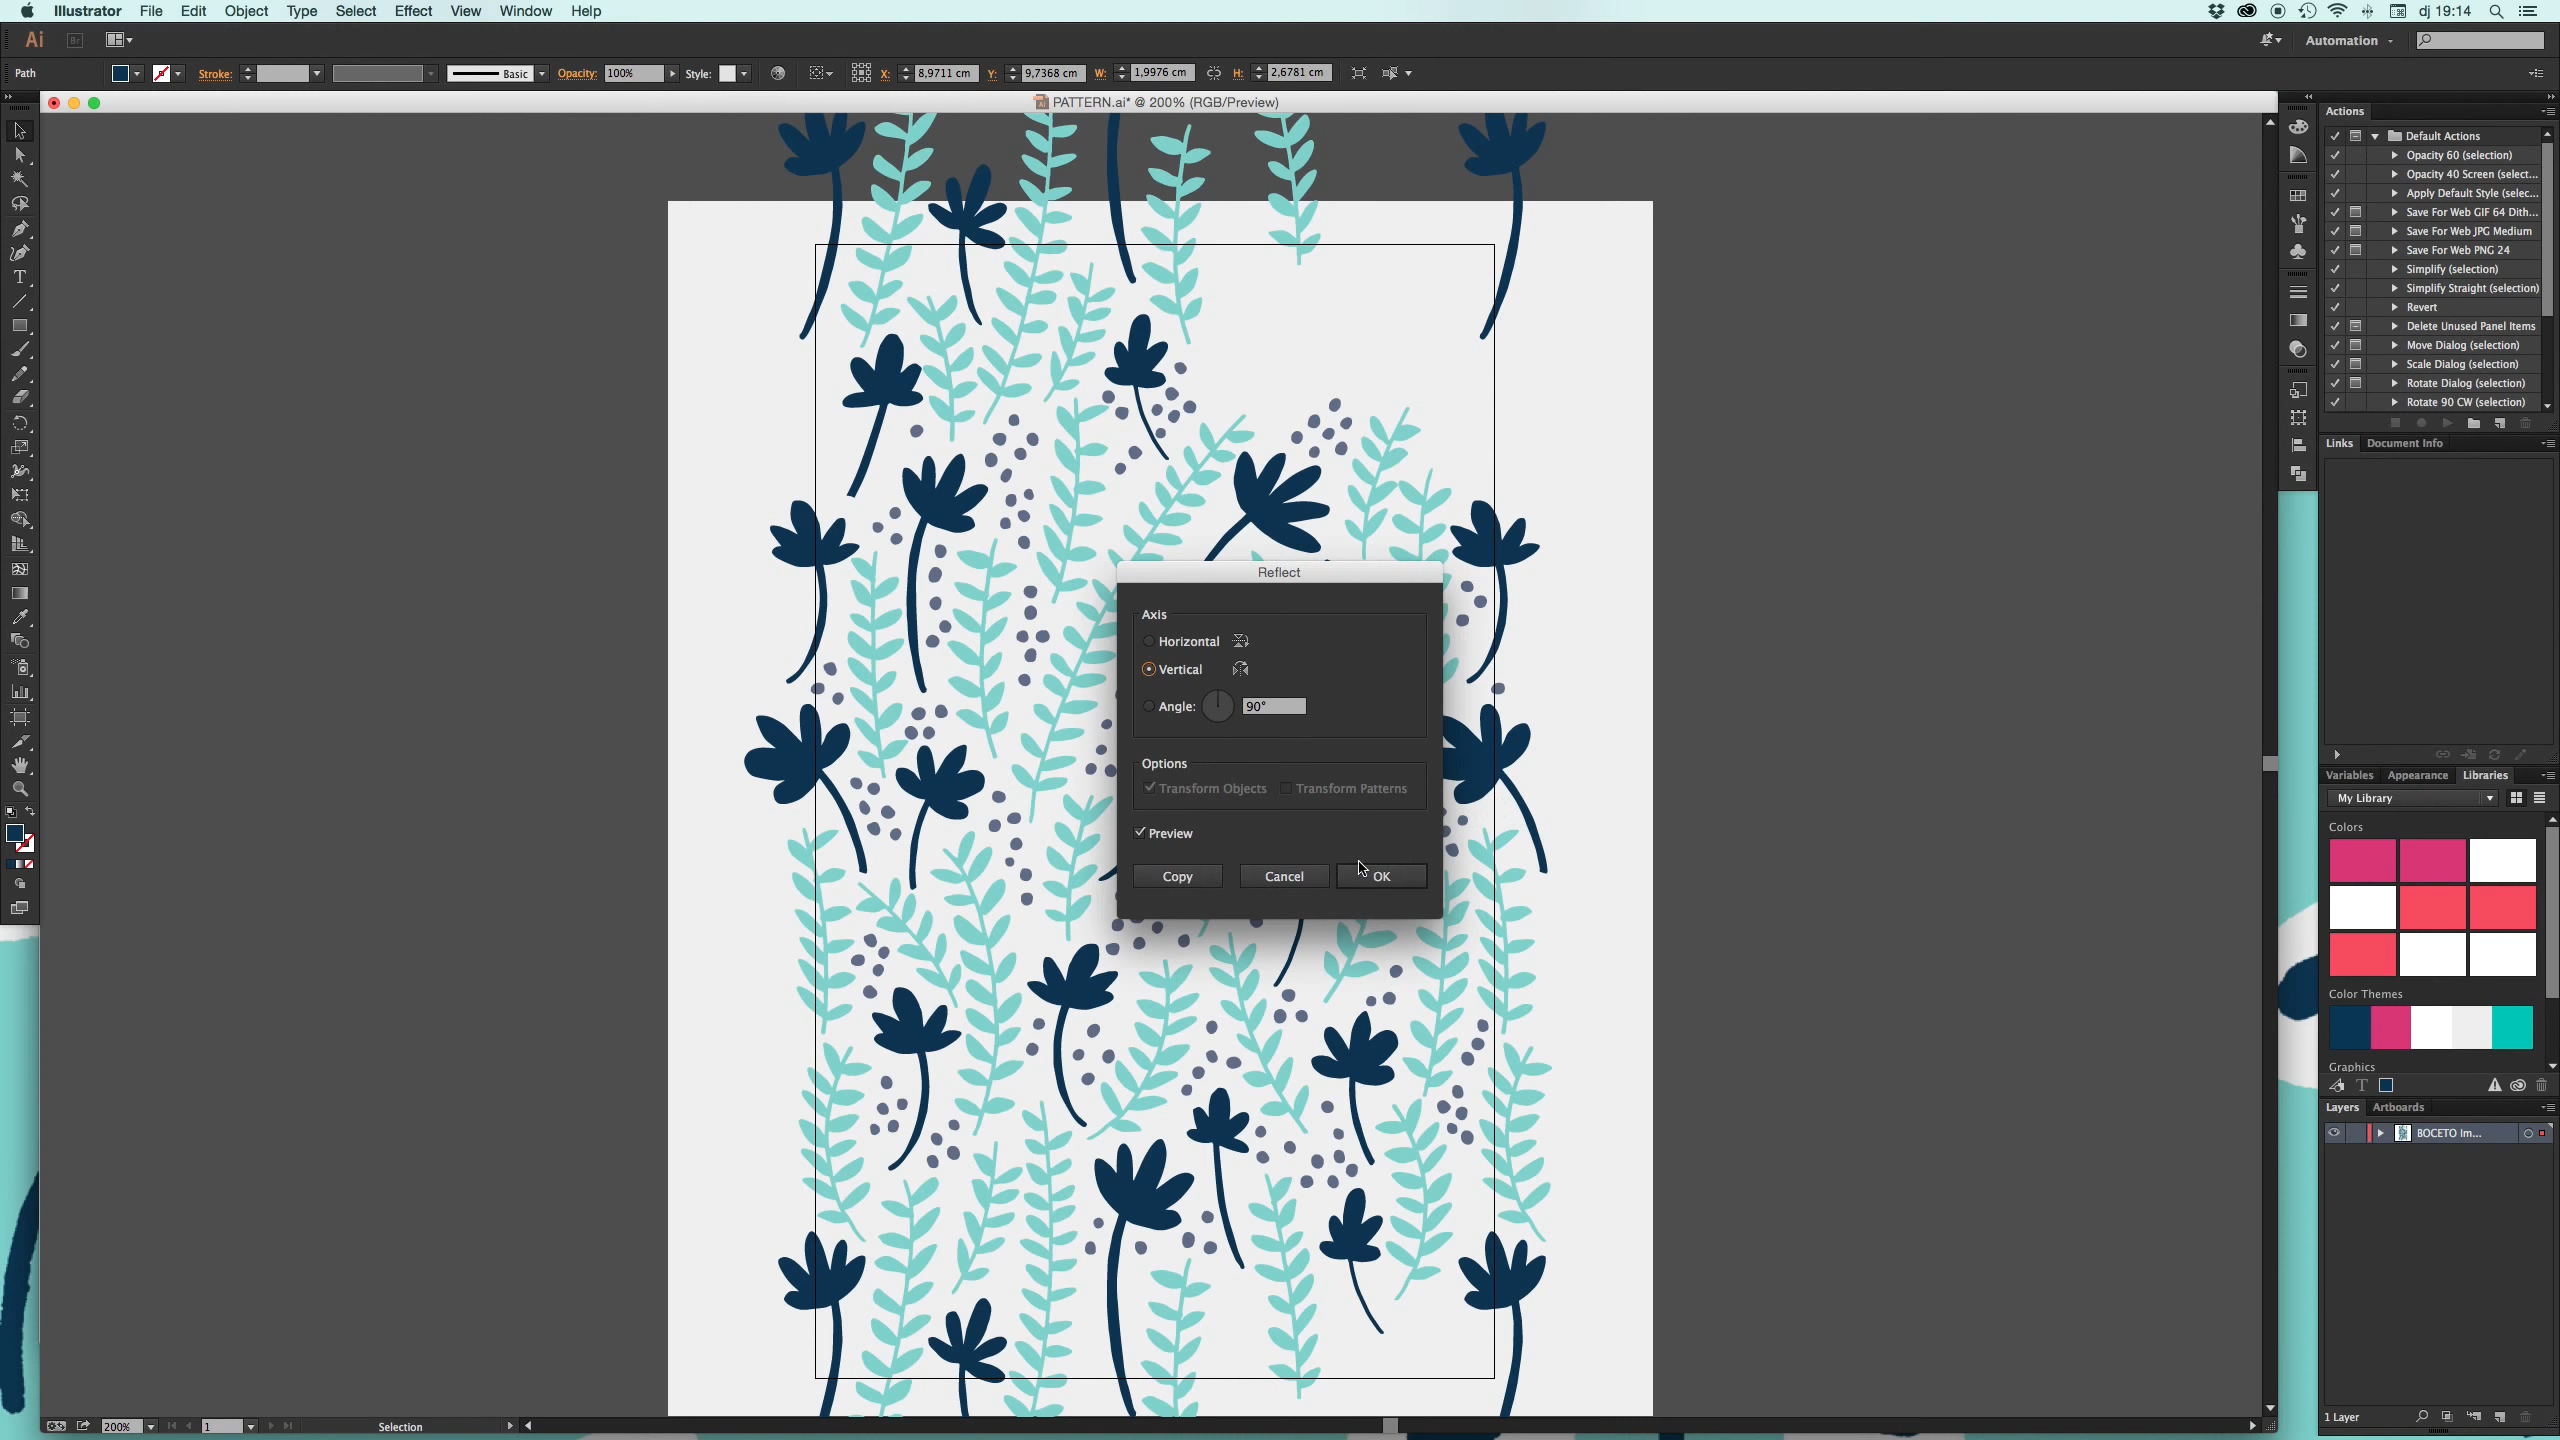 Illustrator File Edit Object Type Select Effect View Window Help
dj 19:14
Ai Br
Automation
Path Stroke: Basic Opacity: 100% Style: X: 8,9711 cm Y: 9,7368 cm W: 1,9976 cm H: 2,6781 cm
PATTERN.ai* @ 200% (RGB/Preview)
Actions
Default Actions
Opacity 60 (selection)
Opacity 40 Screen (select...
Apply Default Style (selec...
Save For Web GIF 64 Dith...
Save For Web JPG Medium
Save For Web PNG 24
Simplify (selection)
Simplify Straight (selection)
Revert
Delete Unused Panel Items
Move Dialog (selection)
Scale Dialog (selection)
Rotate Dialog (selection)
Rotate 90 CW (selection)
Links Document Info
Reflect
Axis
Horizontal
Vertical
Angle: 90°
Options
Transform Objects Transform Patterns
Preview
Copy Cancel OK
Variables Appearance Libraries
My Library
Colors
Color Themes
Graphics
Layers Artboards
BOCETO Im...
1 Layer
200% 1 Selection